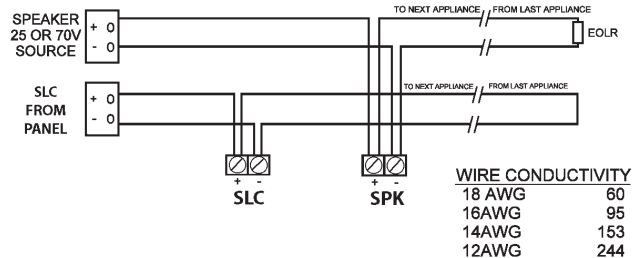 SPEAKER
25 OR 70V
SOURCE
+ O
- O
TO NEXT APPLIANCE FROM LAST APPLIANCE
EOLR
SLC
FROM
PANEL
+ O
- O
TO NEXT APPLIANCE FROM LAST APPLIANCE
+ -
SLC
+ -
SPK
WIRE CONDUCTIVITY
18 AWG 60
16AWG 95
14AWG 153
12AWG 244